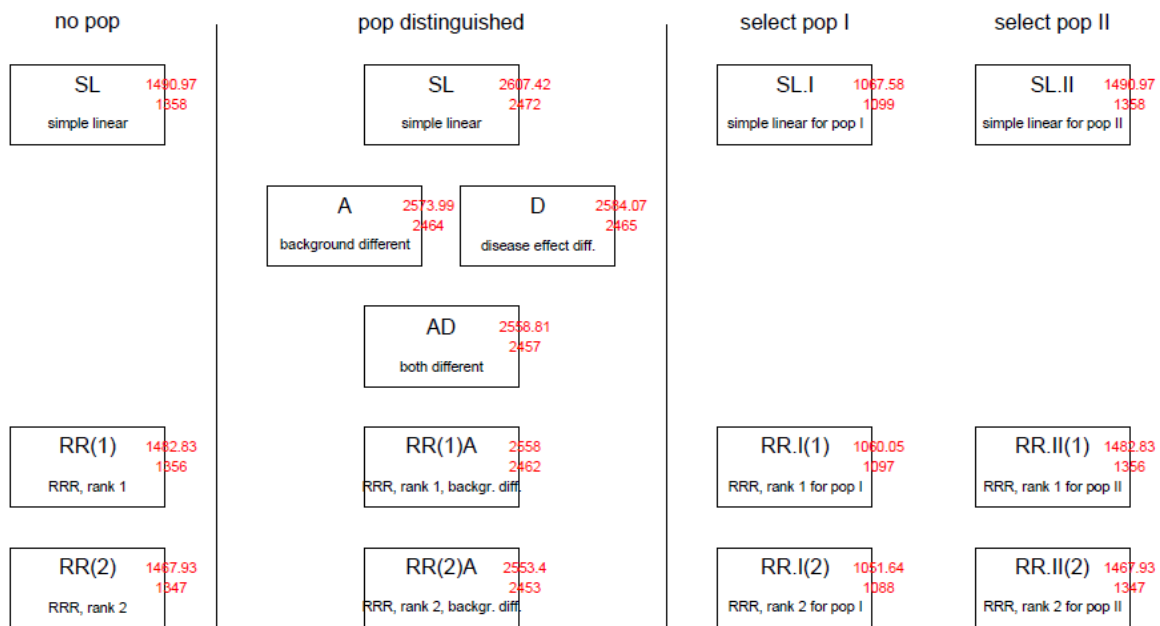 no pop
pop distinguished
select pop I
select pop II
SL
1490.97
1358
simple linear
SL
2607.42
2472
simple linear
SL.I
1067.58
1099
simple linear for pop I
SL.II
1490.97
1358
simple linear for pop II
A
2573.99
2464
background different
D
2584.07
2465
disease effect diff.
AD
2558.81
2457
both different
RR(1)
1482.83
1356
RRR, rank 1
RR(1)A
2558
2462
RRR, rank 1, backgr. diff.
RR.I(1)
1060.05
1097
RRR, rank 1 for pop I
RR.II(1)
1482.83
1356
RRR, rank 1 for pop II
RR(2)
1467.93
1347
RRR, rank 2
RR(2)A
2553.4
2453
RRR, rank 2, backgr. diff.
RR.I(2)
1051.64
1088
RRR, rank 2 for pop I
RR.II(2)
1467.93
1347
RRR, rank 2 for pop II